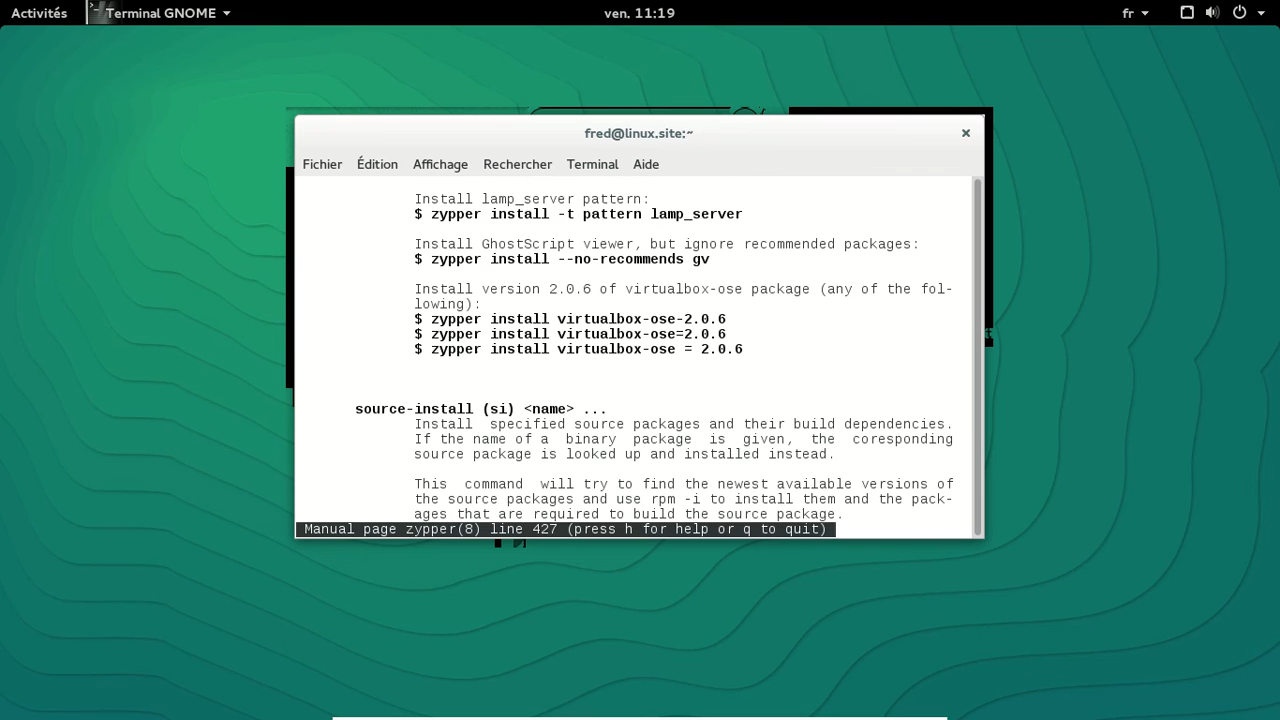 Activités
Terminal GNOME
ven. 11:19
fr
fred@linux.site:~
Fichier Édition Affichage Rechercher Terminal Aide
Install lamp_server pattern:
$ zypper install -t pattern lamp_server
Install GhostScript viewer, but ignore recommended packages:
$ zypper install --no-recommends gv
Install version 2.0.6 of virtualbox-ose package (any of the fol-
lowing):
$ zypper install virtualbox-ose-2.0.6
$ zypper install virtualbox-ose=2.0.6
$ zypper install virtualbox-ose = 2.0.6
source-install (si) <name> ...
Install specified source packages and their build dependencies.
If the name of a binary package is given, the coresponding
source package is looked up and installed instead.
This command will try to find the newest available versions of
the source packages and use rpm -i to install them and the pack-
ages that are required to build the source package.
Manual page zypper(8) line 427 (press h for help or q to quit)